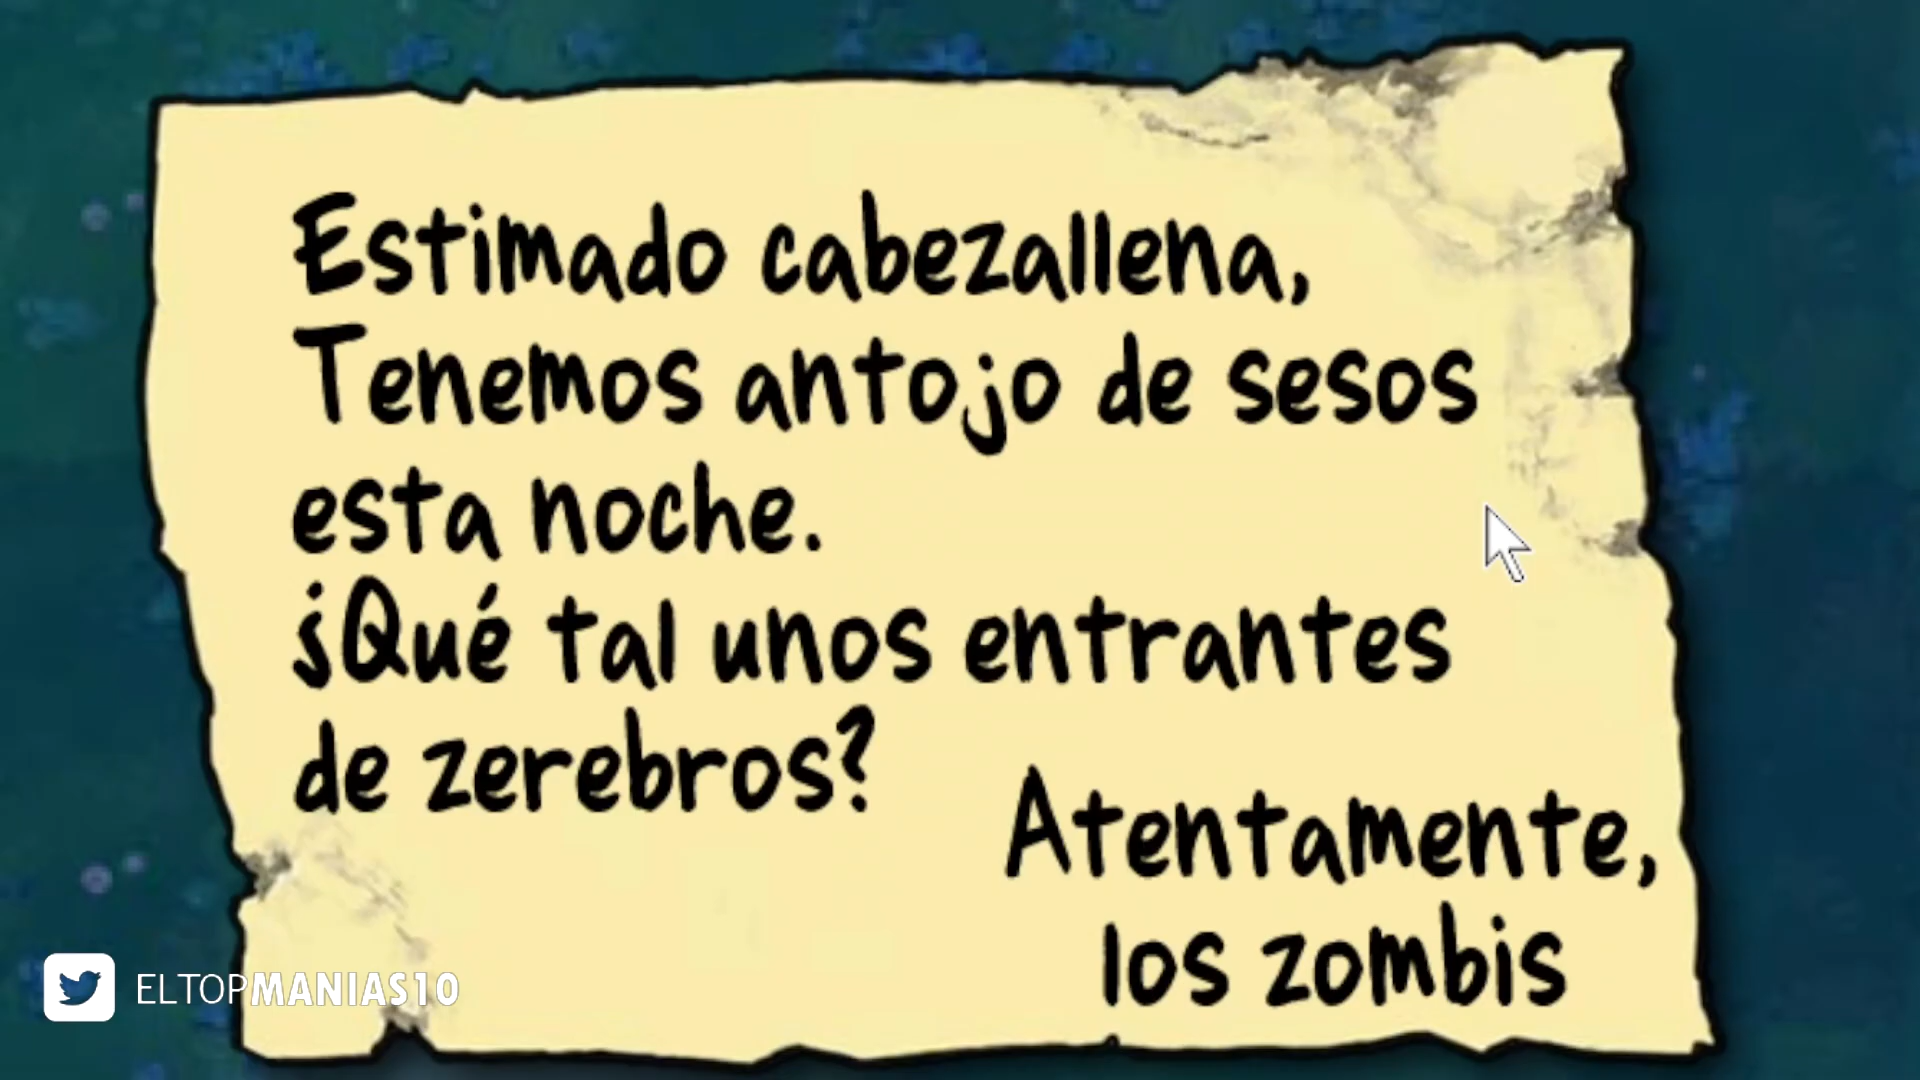 Estimado cabezallena,
Tenemos antojo de sesos
esta noche.
¿Qué tal unos entrantes
de zerebros?
Atentamente,
los zombis
ELTOPMANIAS10